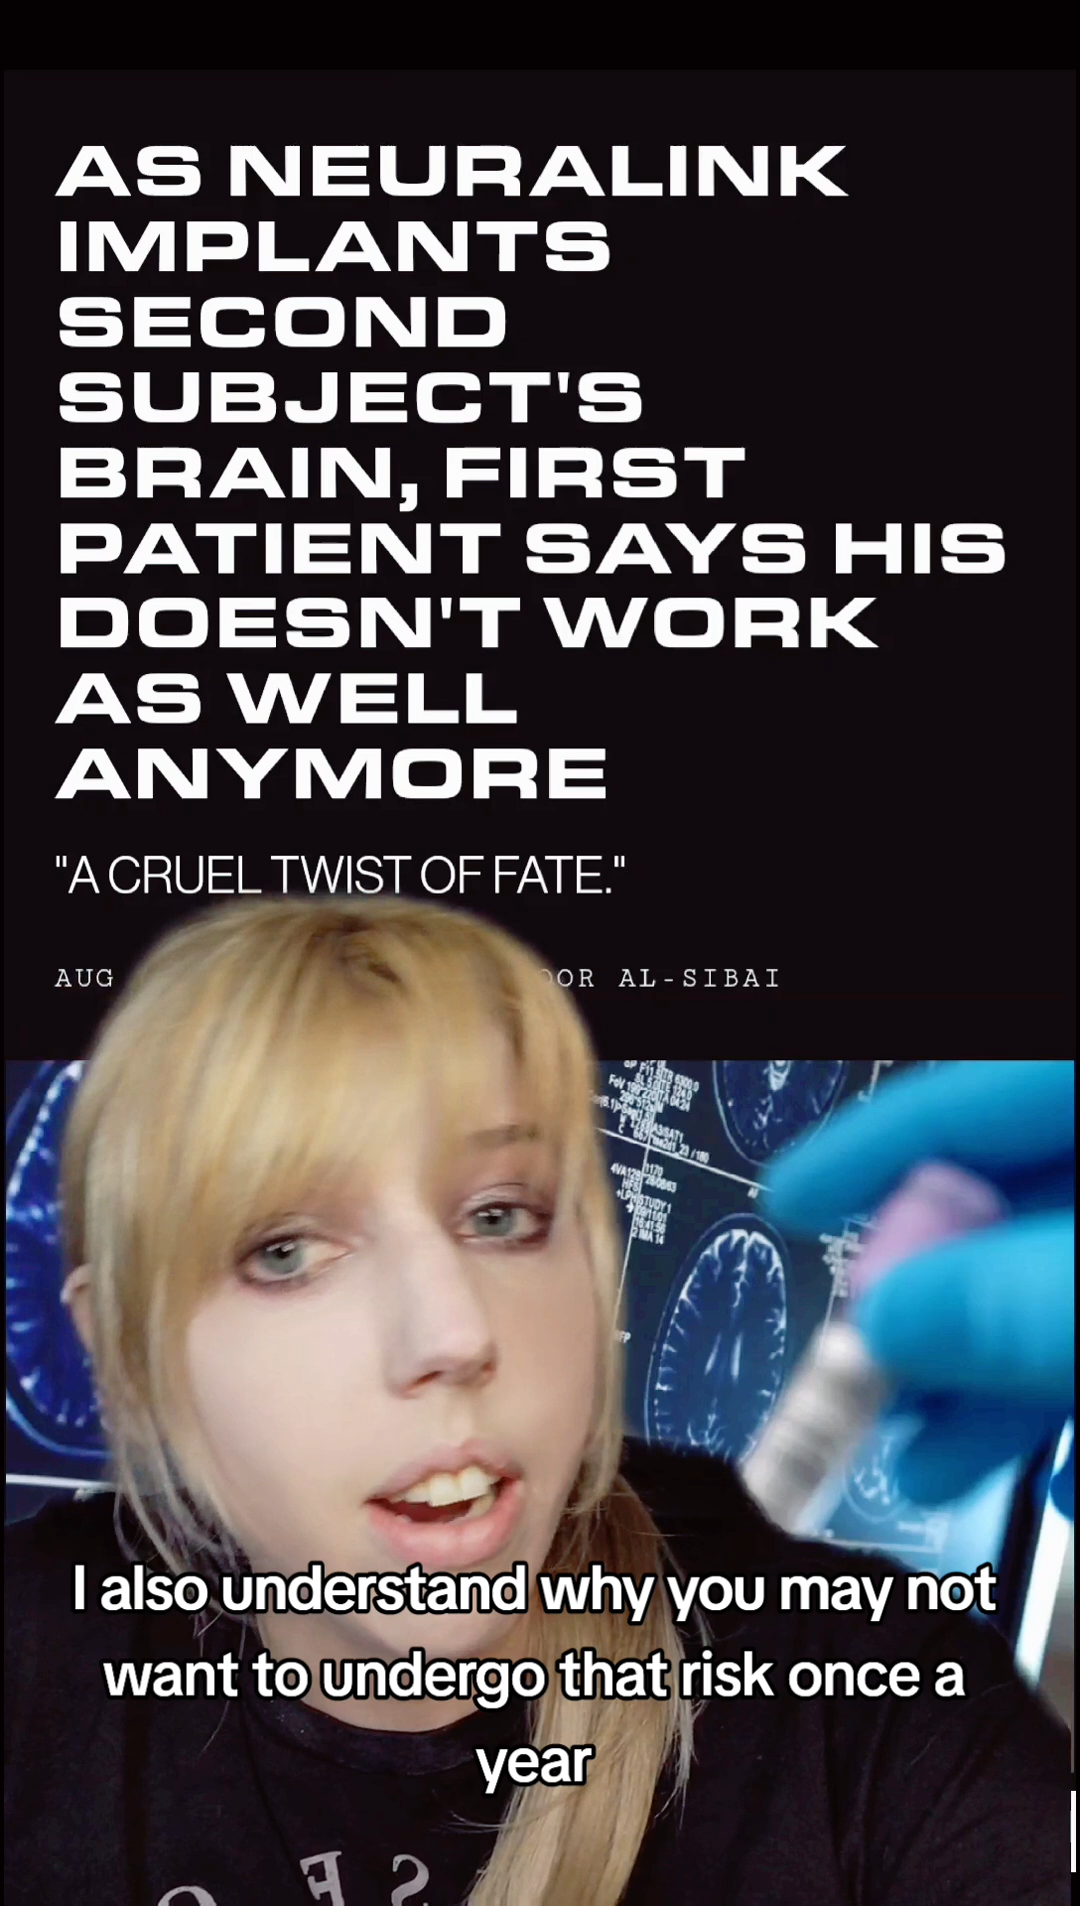 AS NEURALINK
IMPLANTS
SECOND
SUBJECT'S
BRAIN, FIRST
PATIENT SAYS HIS
DOESN'T WORK
AS WELL
ANYMORE
"A CRUEL TWIST OF FATE."
AUG
OOR AL-SIBAI
I also understand why you may not
want to undergo that risk once a
year